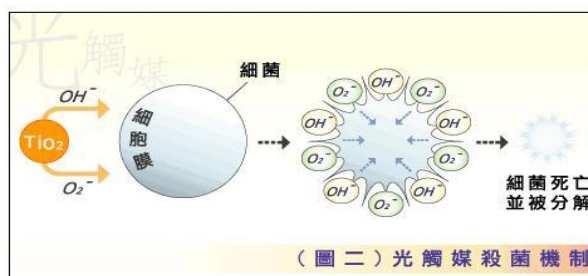 光觸媒
細菌
OH⁻
細胞膜
Tio₂
O₂⁻
O₂⁻
OH⁻
O₂⁻
OH⁻
OH⁻
O₂⁻
O₂⁻
OH⁻
OH⁻
O₂⁻
細菌死亡
並被分解
(圖二)光觸媒殺菌機制